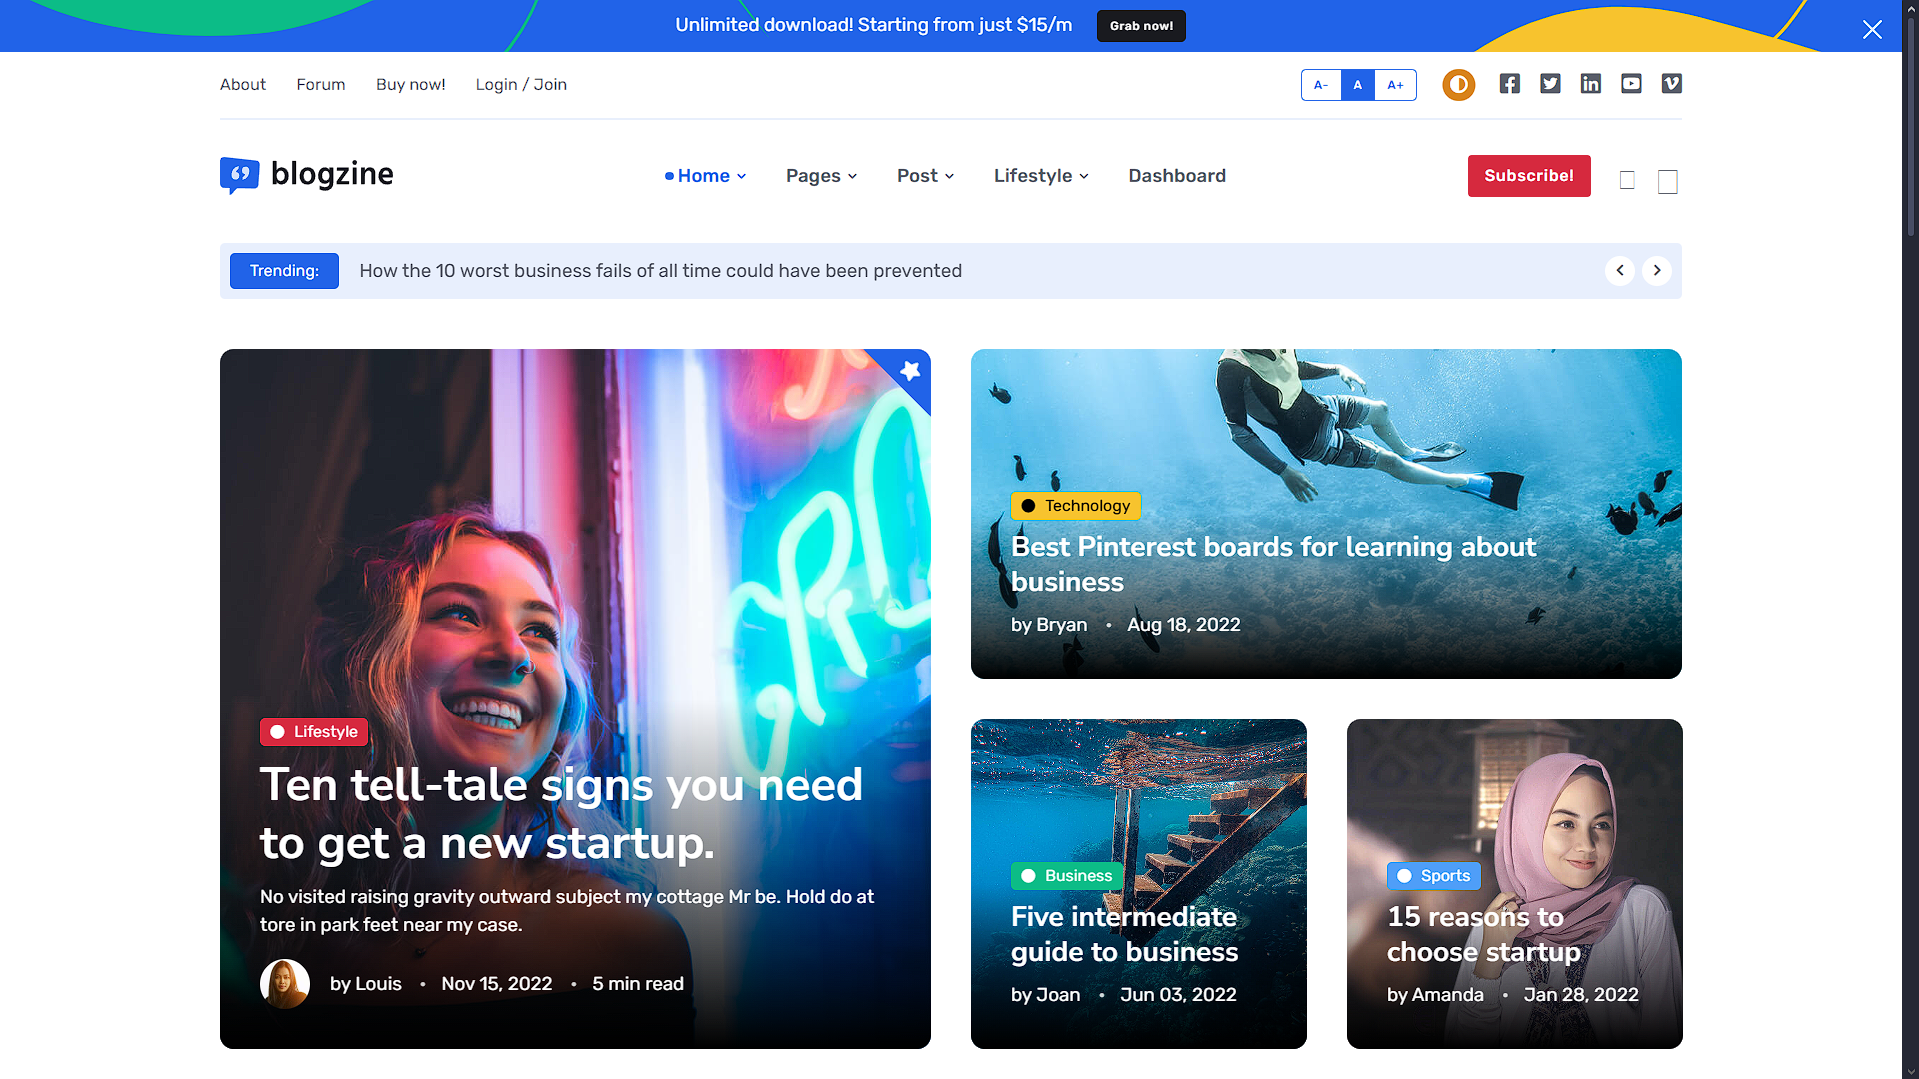 Unlimited download! Starting from just $15/m
Grab now!
About
Forum
Buy now!
Login / Join
A-
A
A+
blogzine
Home
Pages
Post
Lifestyle
Dashboard
Subscribe!
Trending:
How the 10 worst business fails of all time could have been prevented
Lifestyle
Ten tell-tale signs you need
to get a new startup.
No visited raising gravity outward subject my cottage Mr be. Hold do at
tore in park feet near my case.
by Louis • Nov 15, 2022 • 5 min read
Technology
Best Pinterest boards for learning about
business
by Bryan • Aug 18, 2022
Business
Five intermediate
guide to business
by Joan • Jun 03, 2022
Sports
15 reasons to
choose startup
by Amanda • Jan 28, 2022